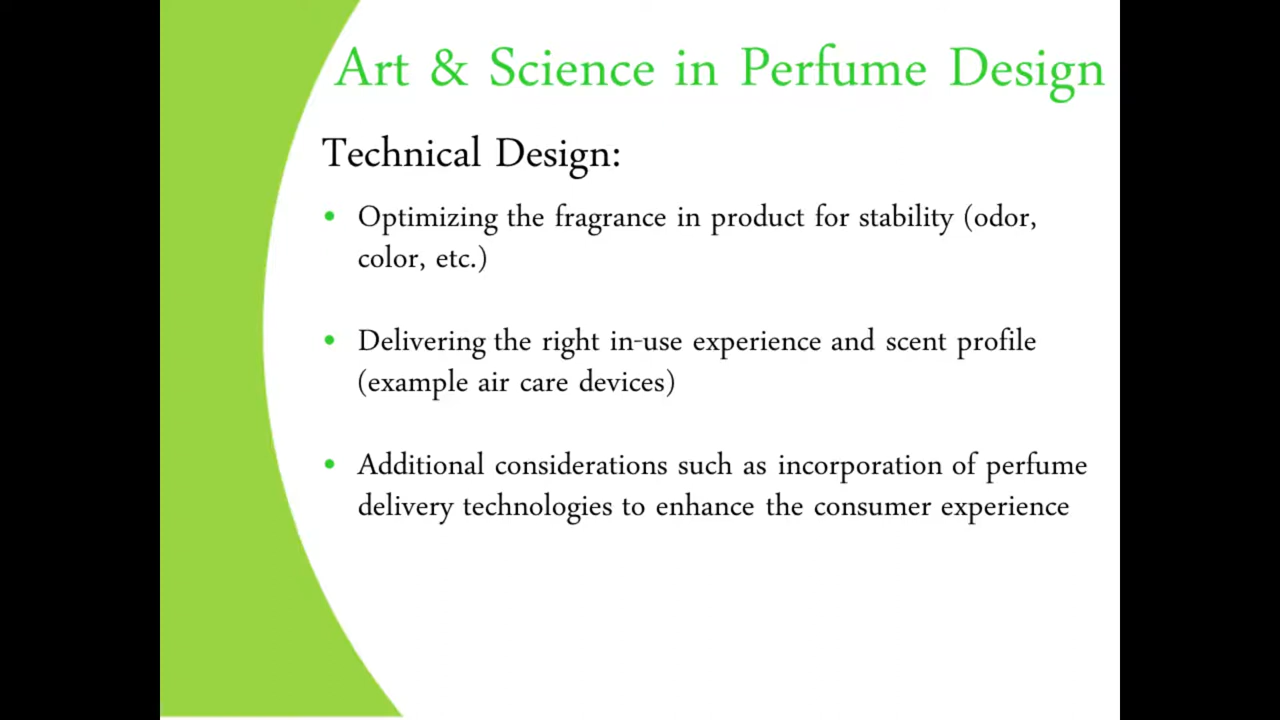 Art & Science in Perfume Design
Technical Design:
• Optimizing the fragrance in product for stability (odor,
color, etc.)
• Delivering the right in-use experience and scent profile
(example air care devices)
• Additional considerations such as incorporation of perfume
delivery technologies to enhance the consumer experience